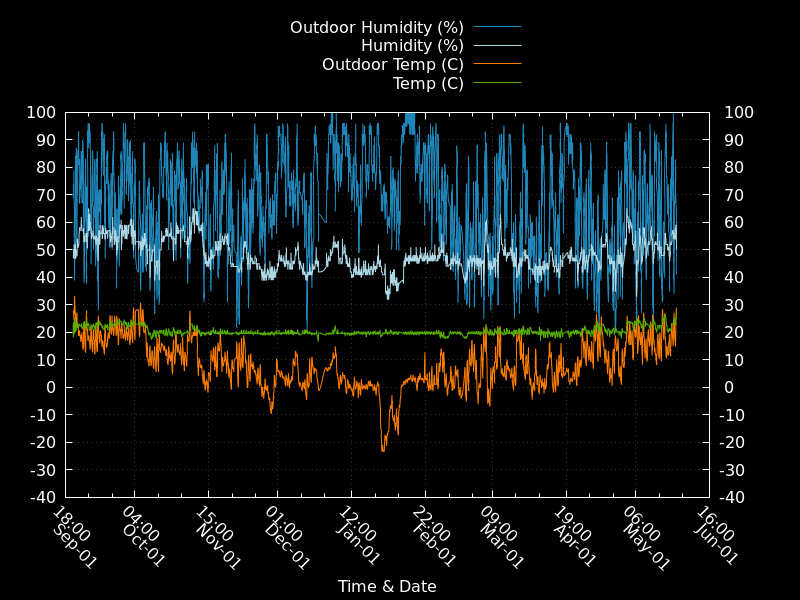 Outdoor Humidity (%)
Humidity (%)
Outdoor Temp (C)
Temp (C)
100 100
90 90
80 80
70 70
60 60
50 50
40 40
30 30
20 20
10 10
0 0
-10 -10
-20 -20
-30 -30
-40 -40
18:00 04:00 15:00 01:00 12:00 22:00 09:00 19:00 06:00 16:00
Sep-01 Oct-01 Nov-01 Dec-01 Jan-01 Feb-01 Mar-01 Apr-01 May-01 Jun-01
Time & Date